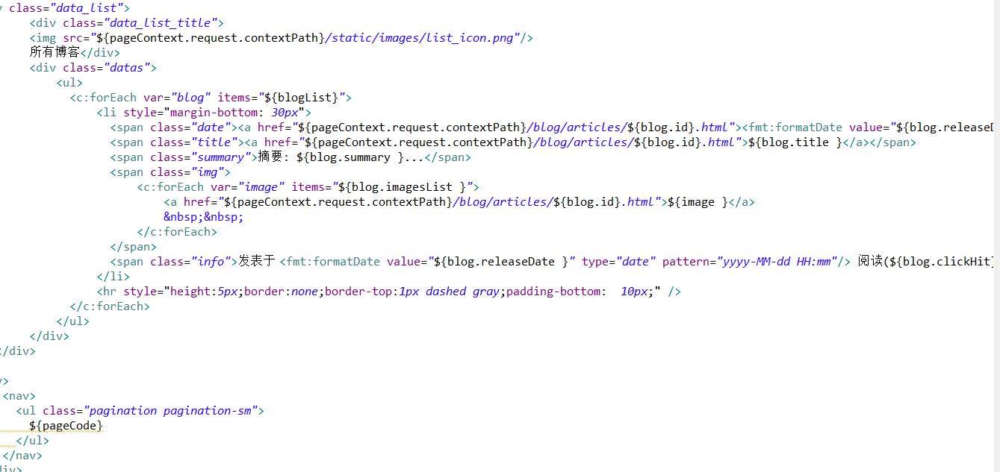 class="data_list">
<div class="data_list_title">
<img src="${pageContext.request.contextPath}/static/images/list_icon.png"/>
所有博客</div>
<div class="datas">
<ul>
<c:forEach var="blog" items="${blogList}">
<li style="margin-bottom: 30px">
<span class="date"><a href="${pageContext.request.contextPath}/blog/articles/${blog.id}.html"><fmt:formatDate value="${blog.released
<span class="title"><a href="${pageContext.request.contextPath}/blog/articles/${blog.id}.html">${blog.title }</a></span>
<span class="summary">摘要: ${blog.summary }...</span>
<span class="img">
<c:forEach var="image" items="${blog.imagesList }">
<a href="${pageContext.request.contextPath}/blog/articles/${blog.id}.html">${image }</a>
&nbsp;&nbsp;
</c:forEach>
</span>
<span class="info">发表于 <fmt:formatDate value="${blog.releaseDate }" type="date" pattern="yyyy-MM-dd HH:mm"/> 阅读(${blog.clickHit}
</li>
<hr style="height:5px;border:none;border-top:1px dashed gray;padding-bottom:  10px;" />
</c:forEach>
</ul>
</div>
</div>
>
<nav>
<ul class="pagination pagination-sm">
${pageCode}
</ul>
</nav>
div>